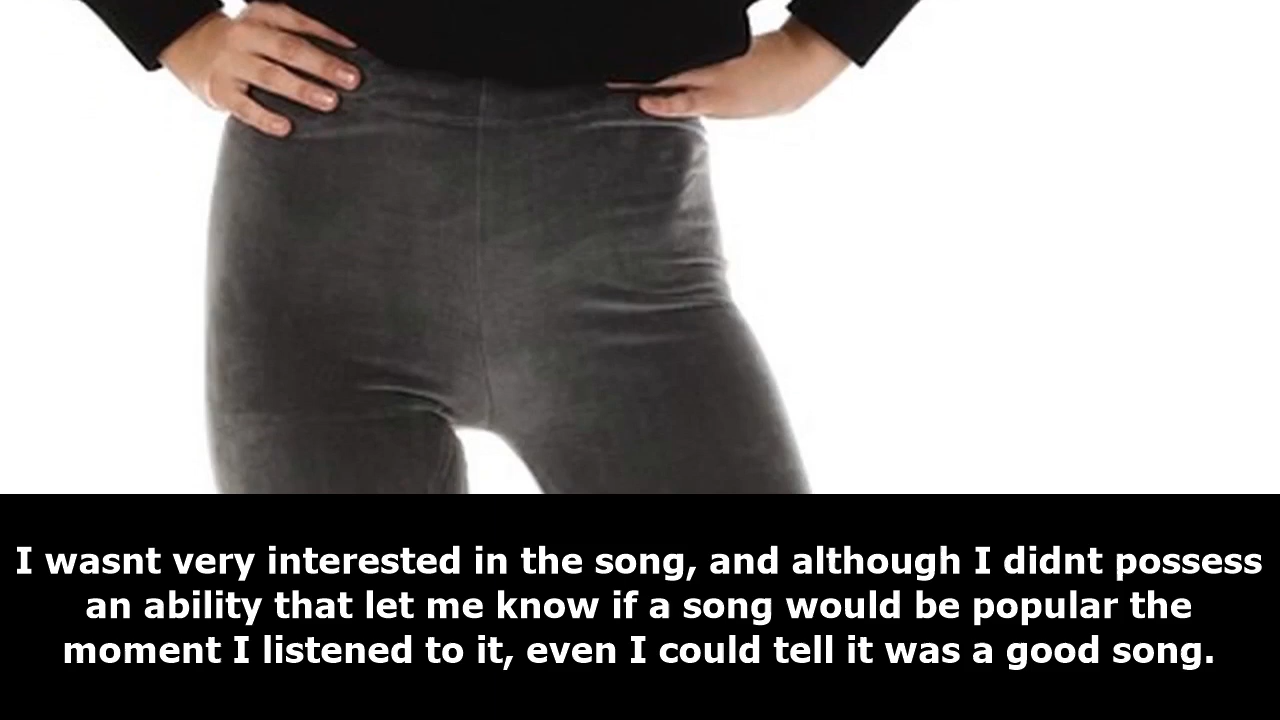 I wasnt very interested in the song, and although I didnt possess
an ability that let me know if a song would be popular the
moment I listened to it, even I could tell it was a good song.